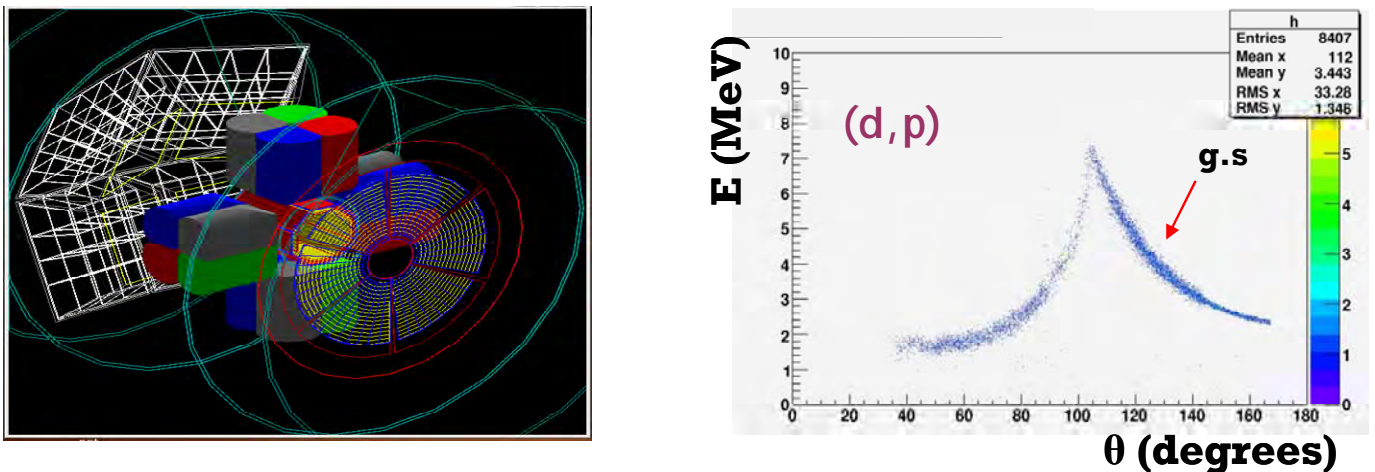 h
Entries 8407
Mean x 112
Mean y 3.443
RMS x 33.28
RMS y 1.346
E (MeV)
10
9
8
7
6
5
4
3
2
1
0
(d,p)
g.s
5
4
3
2
1
0
0 20 40 60 80 100 120 140 160 180
θ (degrees)